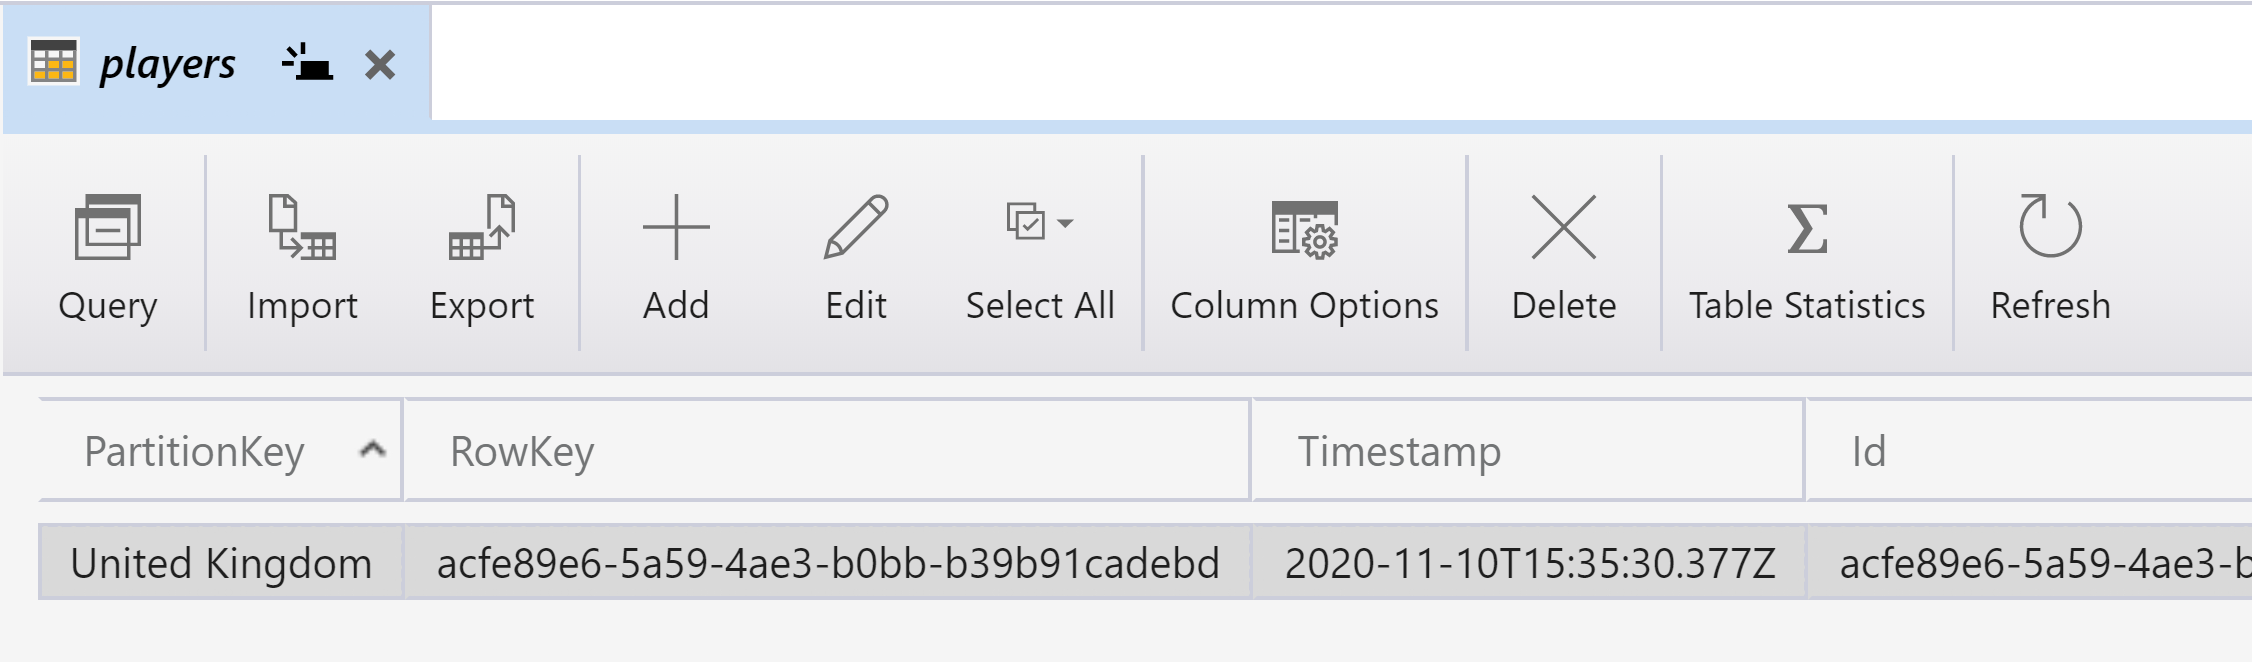 players
Query Import Export Add Edit Select All Column Options Delete Table Statistics Refresh
PartitionKey RowKey Timestamp Id
United Kingdom acfe89e6-5a59-4ae3-b0bb-b39b91cadebd 2020-11-10T15:35:30.377Z acfe89e6-5a59-4ae3-b